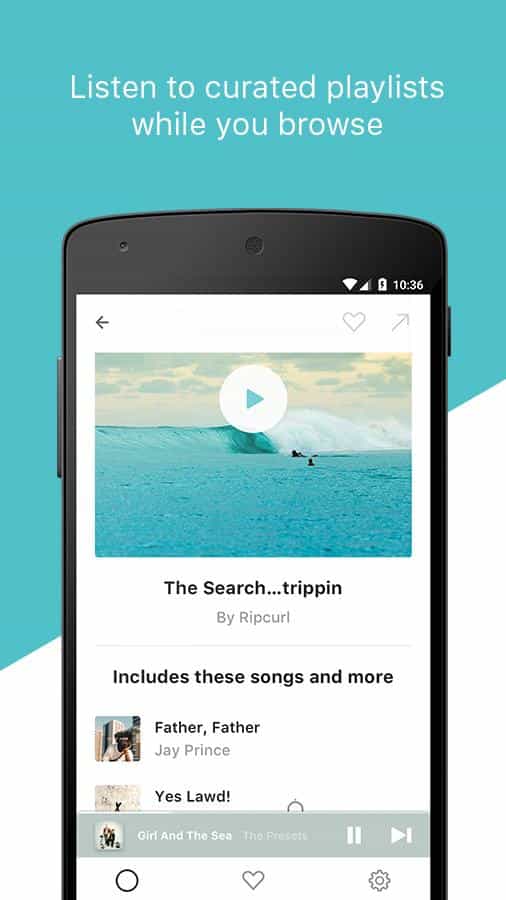 Listen to curated playlists
while you browse
10:36
The Search...trippin
By Ripcurl
Includes these songs and more
Father, Father
Jay Prince
Yes Lawd!
Girl And The Sea The Presets